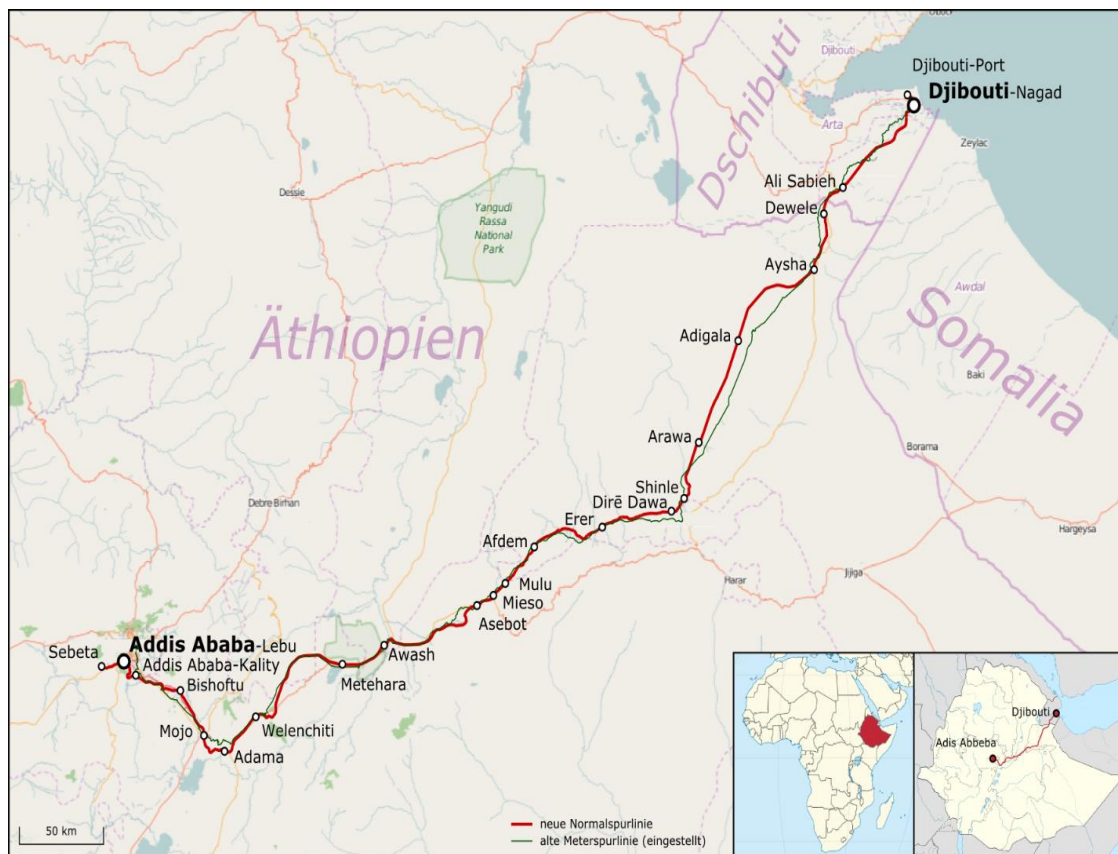 Obock
Djibouti
Djibouti-Port
Djibouti-Nagad
Dschibuti
Arta
Zeylac
Ali Sabieh
Dewele
Dessie
Yangudi
Rassa
National
Park
Aysha
Awdal
Somalia
Äthiopien
Adigala
Baki
Arawa
Borama
Shinle
Dirē Dawa
Debre Birhan
Erer
Hargeysa
Afdem
Mulu
Harar
Jijiga
Mieso
Asebot
Addis Ababa-Lebu
Sebeta
Awash
Addis Ababa-Kality
Metehara
Bishoftu
Welenchiti
Mojo
Adama
Djibouti
Adis Abbeba
50 km
neue Normalspurlinie
alte Meterspurlinie (eingestellt)